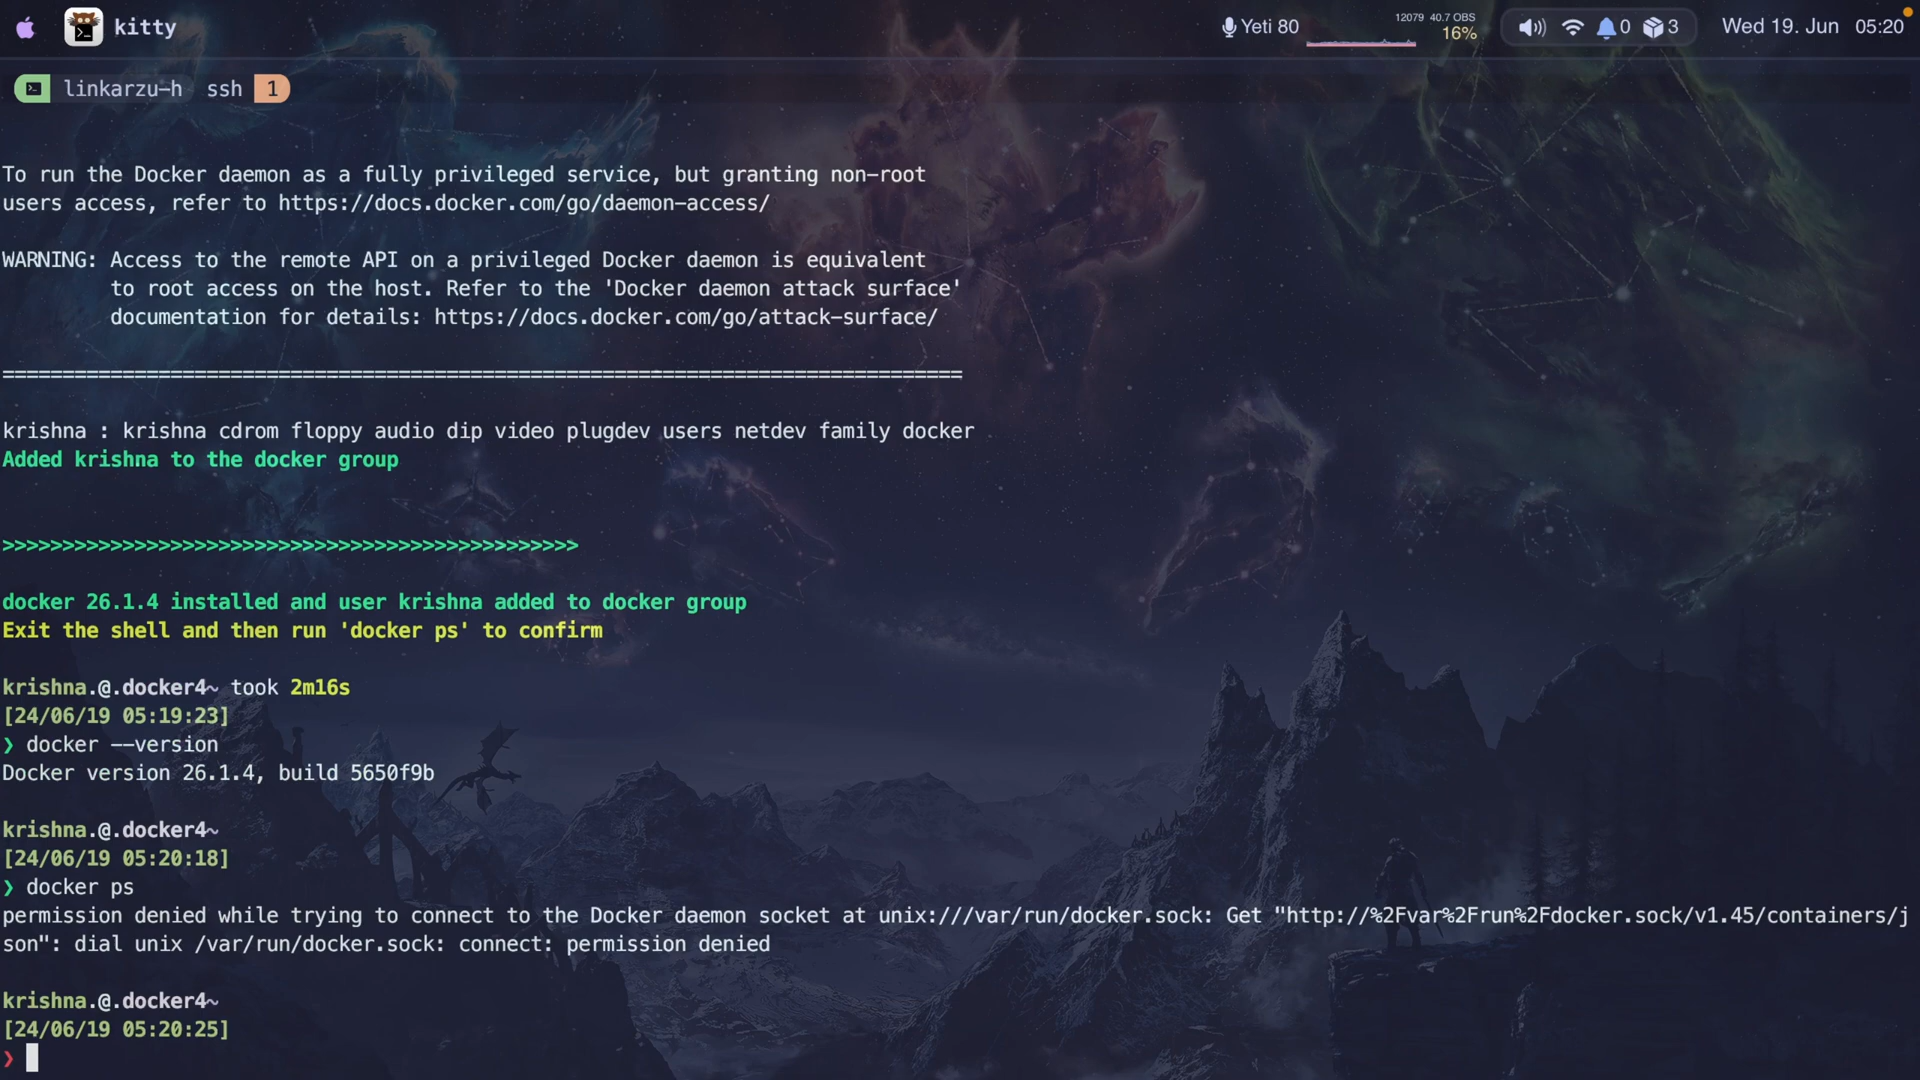 kitty
Yeti 80
12079 40.7 OBS
16%
0
3
Wed 19. Jun 05:20
linkarzu-h ssh 1
To run the Docker daemon as a fully privileged service, but granting non-root
users access, refer to https://docs.docker.com/go/daemon-access/
WARNING: Access to the remote API on a privileged Docker daemon is equivalent
to root access on the host. Refer to the 'Docker daemon attack surface'
documentation for details: https://docs.docker.com/go/attack-surface/
================================================================================
krishna : krishna cdrom floppy audio dip video plugdev users netdev family docker
Added krishna to the docker group
>>>>>>>>>>>>>>>>>>>>>>>>>>>>>>>>>>>>>>>>>>>>>>>>
docker 26.1.4 installed and user krishna added to docker group
Exit the shell and then run 'docker ps' to confirm
krishna.@.docker4~ took 2m16s
[24/06/19 05:19:23]
❯ docker --version
Docker version 26.1.4, build 5650f9b
krishna.@.docker4~
[24/06/19 05:20:18]
❯ docker ps
permission denied while trying to connect to the Docker daemon socket at unix:///var/run/docker.sock: Get "http://%2Fvar%2Frun%2Fdocker.sock/v1.45/containers/j
son": dial unix /var/run/docker.sock: connect: permission denied
krishna.@.docker4~
[24/06/19 05:20:25]
❯